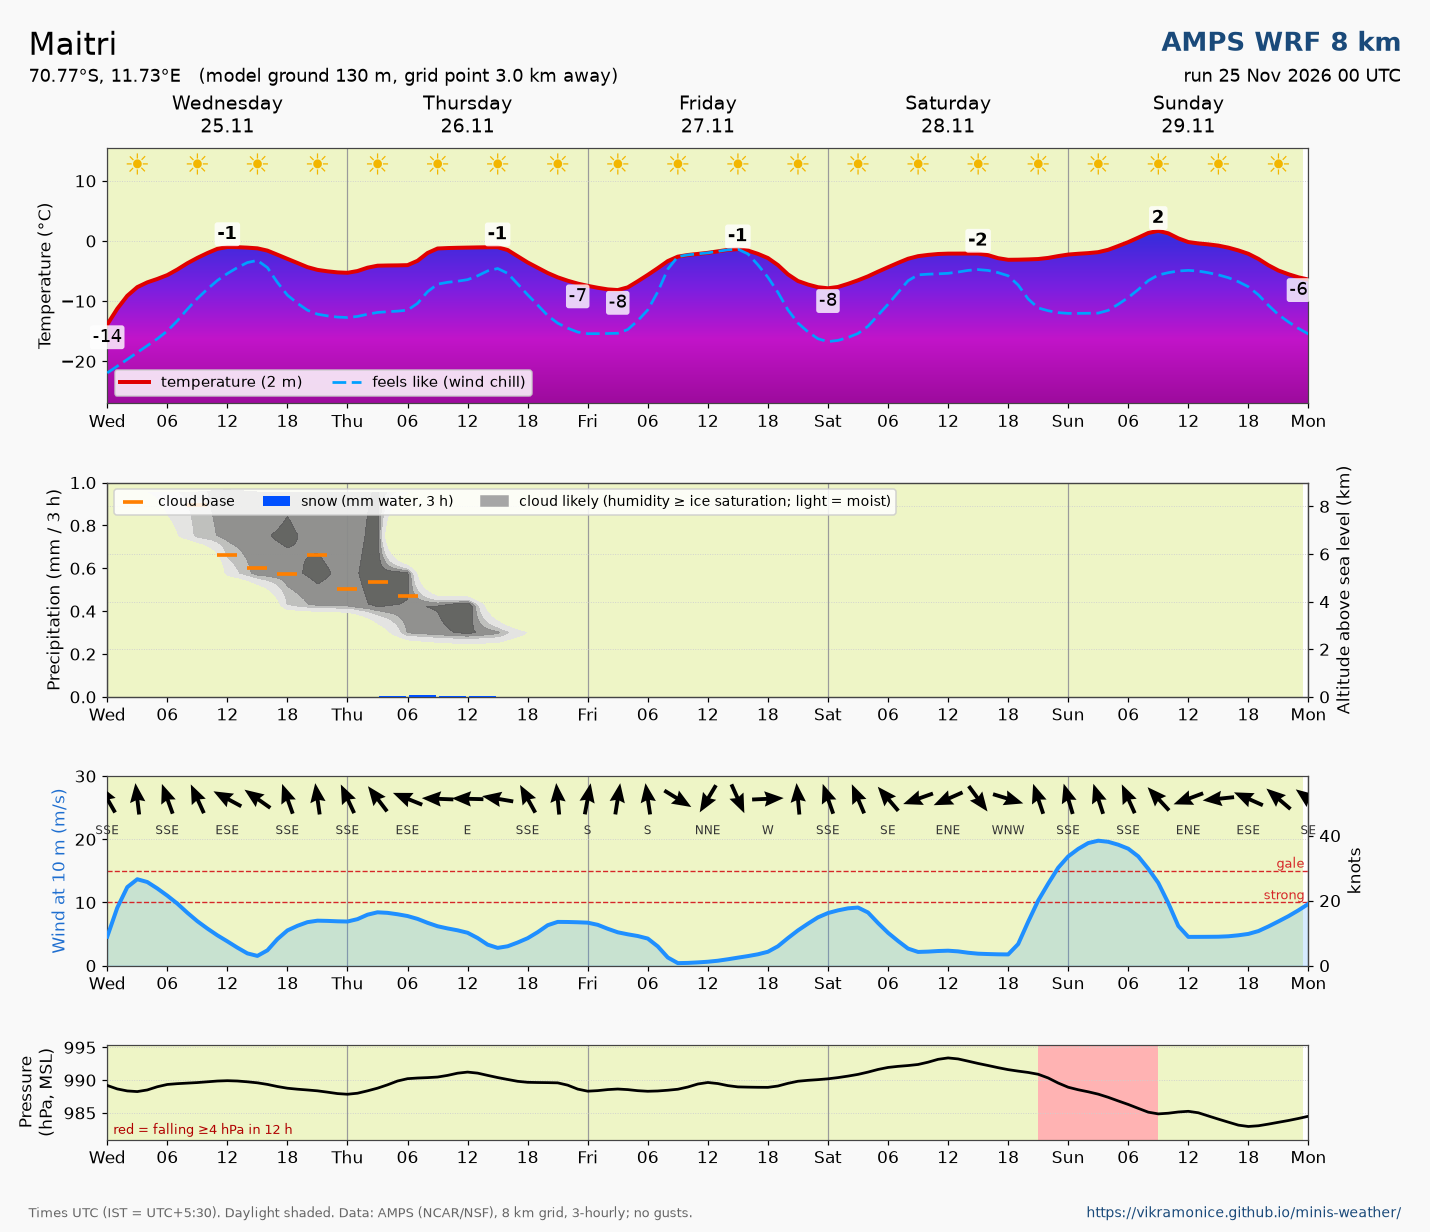 Maitri
AMPS WRF 8 km
70.77°S, 11.73°E (model ground 130 m, grid point 3.0 km away)
run 25 Nov 2026 00 UTC
Wednesday Thursday Friday Saturday Sunday
25.11 26.11 27.11 28.11 29.11
Temperature (°C)
10
0
−10
−20
-14 -1 -1 -7 -8 -1 -8 -2 2 -6
temperature (2 m) feels like (wind chill)
Wed 06 12 18 Thu 06 12 18 Fri 06 12 18 Sat 06 12 18 Sun 06 12 18 Mon
Precipitation (mm / 3 h)
1.0
0.8
0.6
0.4
0.2
0.0
cloud base snow (mm water, 3 h) cloud likely (humidity ≥ ice saturation; light = moist)
8
6
4
2
0
Altitude above sea level (km)
Wed 06 12 18 Thu 06 12 18 Fri 06 12 18 Sat 06 12 18 Sun 06 12 18 Mon
Wind at 10 m (m/s)
30
20
10
0
SSE SSE ESE SSE SSE ESE E SSE S S NNE W SSE SE ENE WNW SSE SSE ENE ESE SE
gale
strong
40
20
0
knots
Wed 06 12 18 Thu 06 12 18 Fri 06 12 18 Sat 06 12 18 Sun 06 12 18 Mon
Pressure
(hPa, MSL)
995
990
985
red = falling ≥4 hPa in 12 h
Wed 06 12 18 Thu 06 12 18 Fri 06 12 18 Sat 06 12 18 Sun 06 12 18 Mon
Times UTC (IST = UTC+5:30). Daylight shaded. Data: AMPS (NCAR/NSF), 8 km grid, 3-hourly; no gusts.
https://vikramonice.github.io/minis-weather/